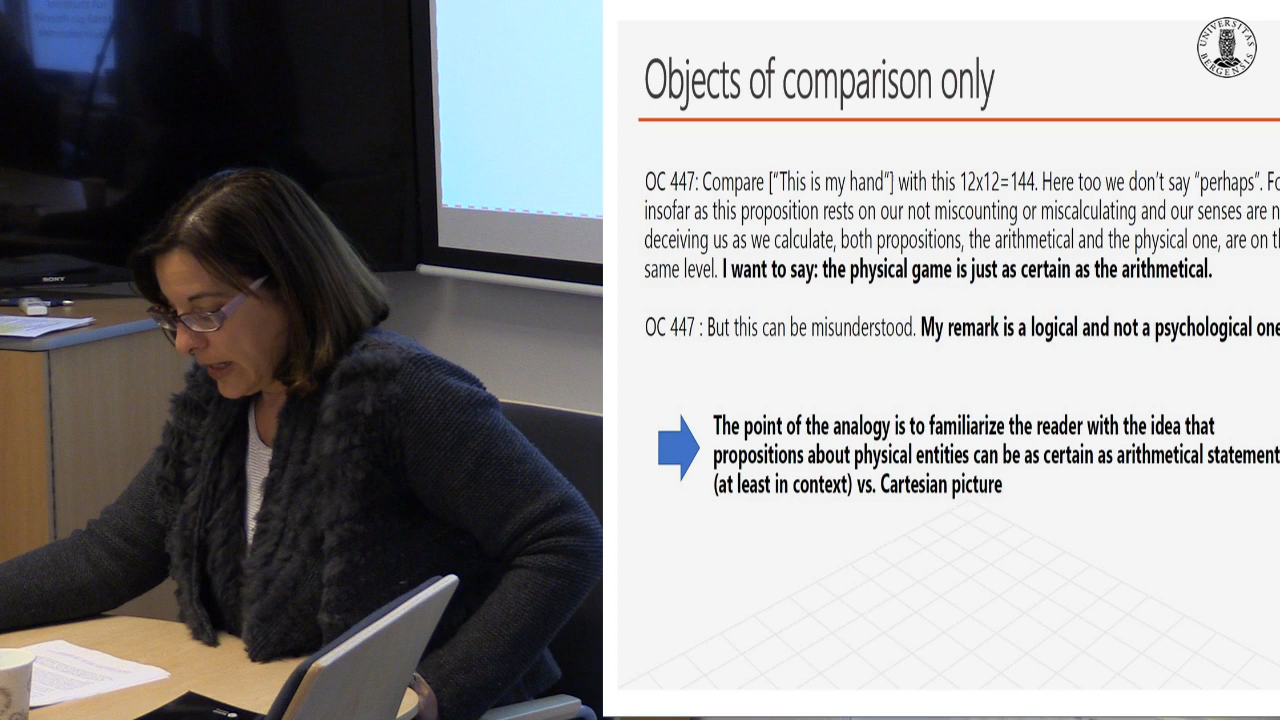 Objects of comparison only
UNIVERSITAS
BERGENSIS
OC 447: Compare [“This is my hand“] with this 12x12=144. Here too we don’t say “perhaps”.
insofar as this proposition rests on our not miscounting or miscalculating and our senses are
deceiving us as we calculate, both propositions, the arithmetical and the physical one, are on
same level. I want to say: the physical game is just as certain as the arithmetical.
OC 447 : But this can be misunderstood. My remark is a logical and not a psychological one
The point of the analogy is to familiarize the reader with the idea that
propositions about physical entities can be as certain as arithmetical statement
(at least in context) vs. Cartesian picture
SONY